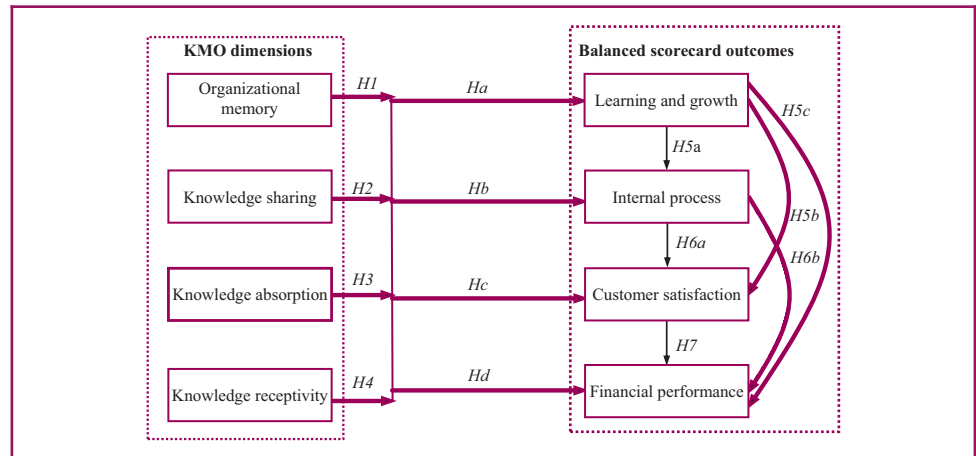 KMO dimensions
Balanced scorecard outcomes
Organizational
memory
H1
Ha
Learning and growth
H5c
H5a
Knowledge sharing
H2
Hb
Internal process
H5b
H6a
H6b
Knowledge absorption
H3
Hc
Customer satisfaction
H7
Knowledge receptivity
H4
Hd
Financial performance